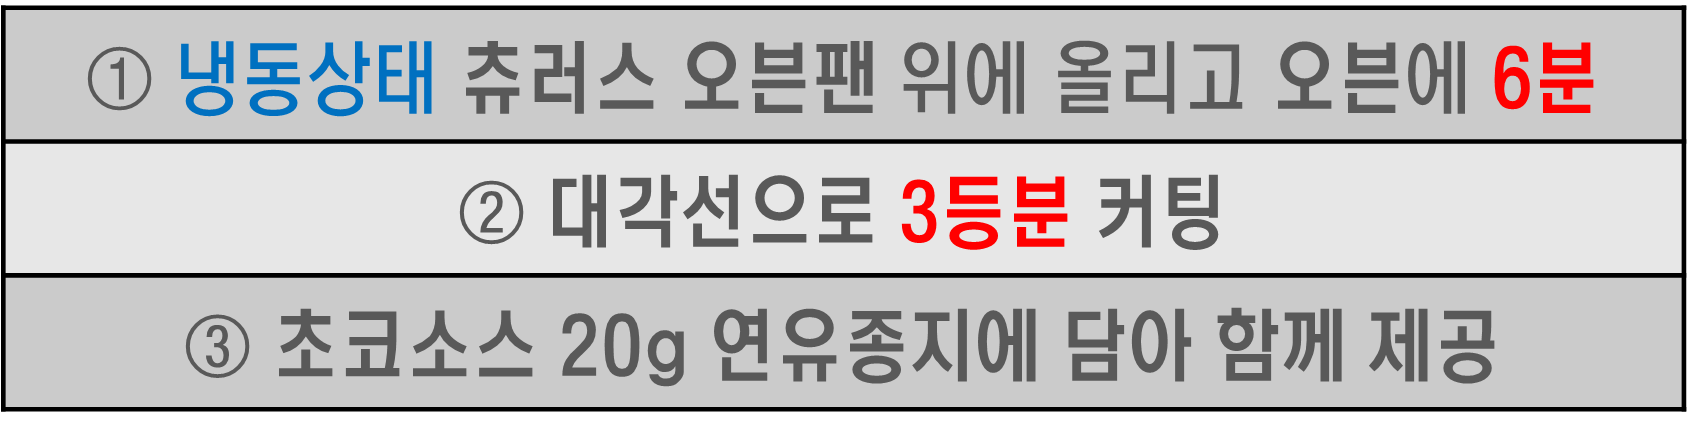 ① 냉동상태 츄러스 오븐팬 위에 올리고 오븐에 6분
② 대각선으로 3등분 커팅
③ 초코소스 20g 연유종지에 담아 함께 제공